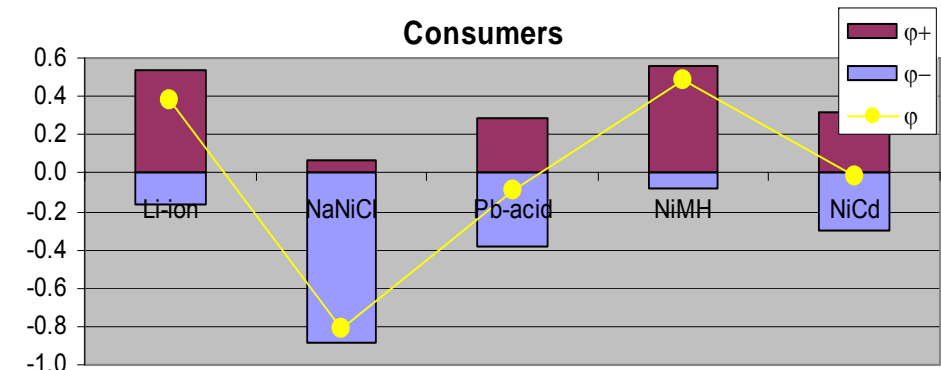 Consumers
φ+
φ−
φ
0.6
0.4
0.2
0.0
-0.2
-0.4
-0.6
-0.8
-1.0
Li-ion NaNiCl Pb-acid NiMH NiCd